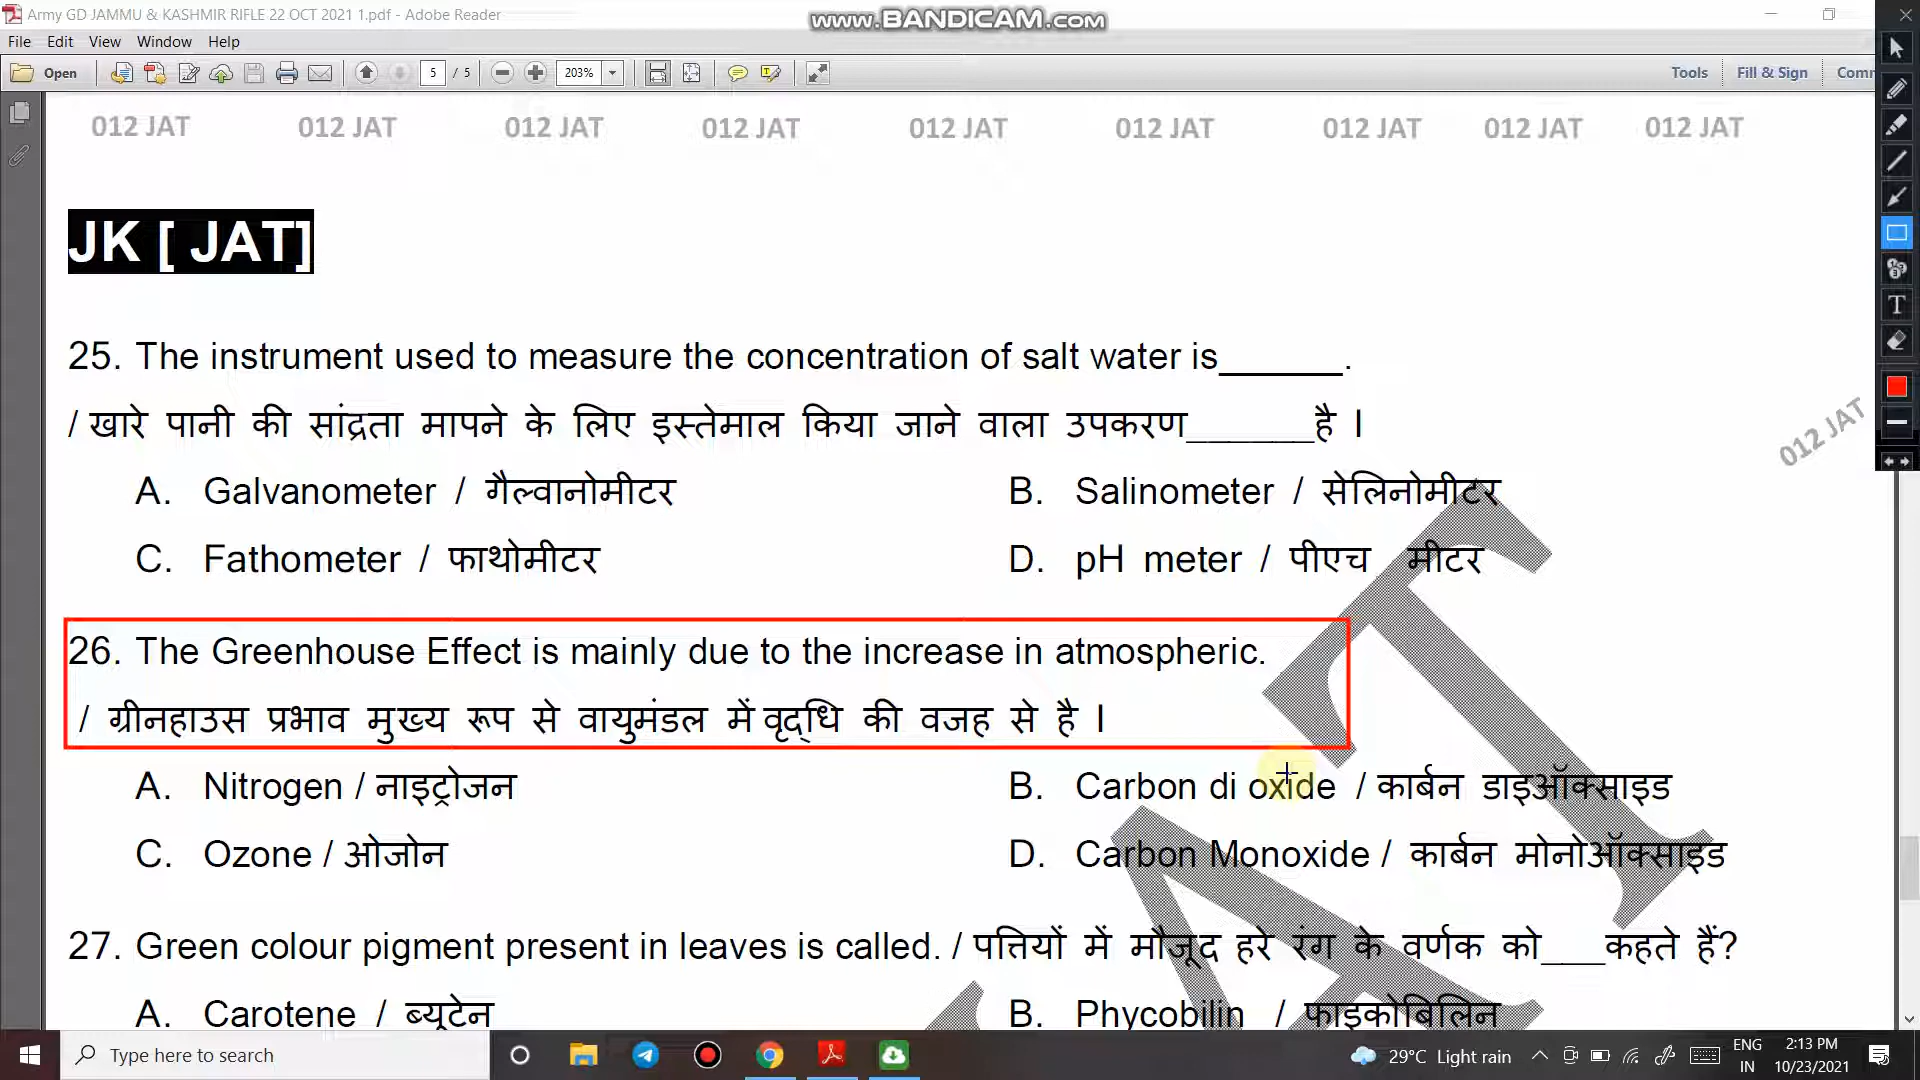 Army GD JAMMU & KASHMIR RIFLE 22 OCT 2021 1.pdf - Adobe Reader
www.BANDICAM.com
File Edit View Window Help
Open 5 / 5 203% Tools Fill & Sign Comm
012 JAT 012 JAT 012 JAT 012 JAT 012 JAT 012 JAT 012 JAT 012 JAT 012 JAT
JK [ JAT]
25. The instrument used to measure the concentration of salt water is______.
/ खारे पानी की सांद्रता मापने के लिए इस्तेमाल किया जाने वाला उपकरण______है ।
012 JAT
A. Galvanometer / गैल्वानोमीटर B. Salinometer / सेलिनोमीटर
C. Fathometer / फाथोमीटर D. pH meter / पीएच मीटर
26. The Greenhouse Effect is mainly due to the increase in atmospheric.
/ ग्रीनहाउस प्रभाव मुख्य रूप से वायुमंडल में वृद्धि की वजह से है ।
A. Nitrogen / नाइट्रोजन B. Carbon di oxide / कार्बन डाइऑक्साइड
C. Ozone / ओजोन D. Carbon Monoxide / कार्बन मोनोऑक्साइड
27. Green colour pigment present in leaves is called. / पत्तियों में मौजूद हरे रंग के वर्णक को___कहते हैं?
A. Carotene / ब्यूटेन B. Phycobilin / फाइकोबिलिन
Type here to search 29°C Light rain ENG 2:13 PM
IN 10/23/2021